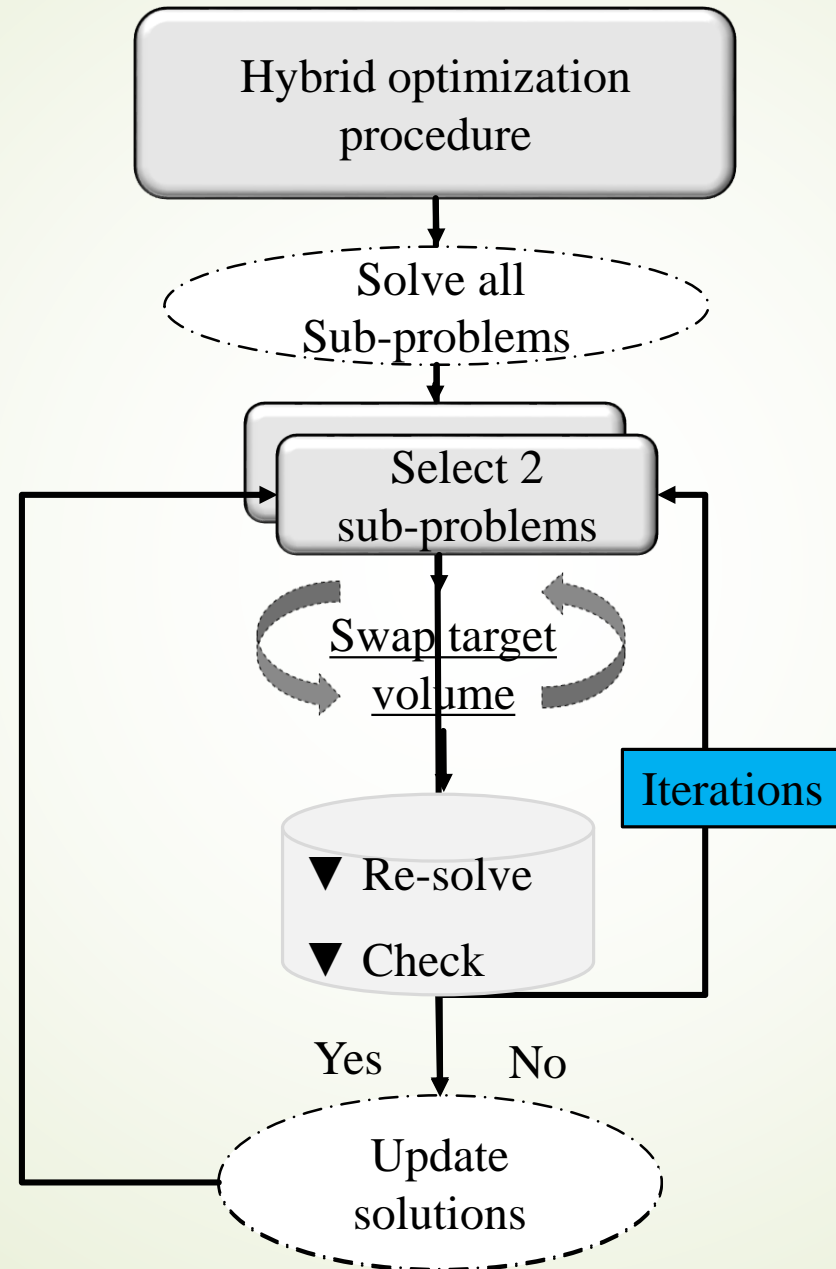 Hybrid optimization
procedure
Solve all
Sub-problems
Select 2
sub-problems
Swap target
volume
Iterations
▼ Re-solve
▼ Check
Yes
No
Update
solutions